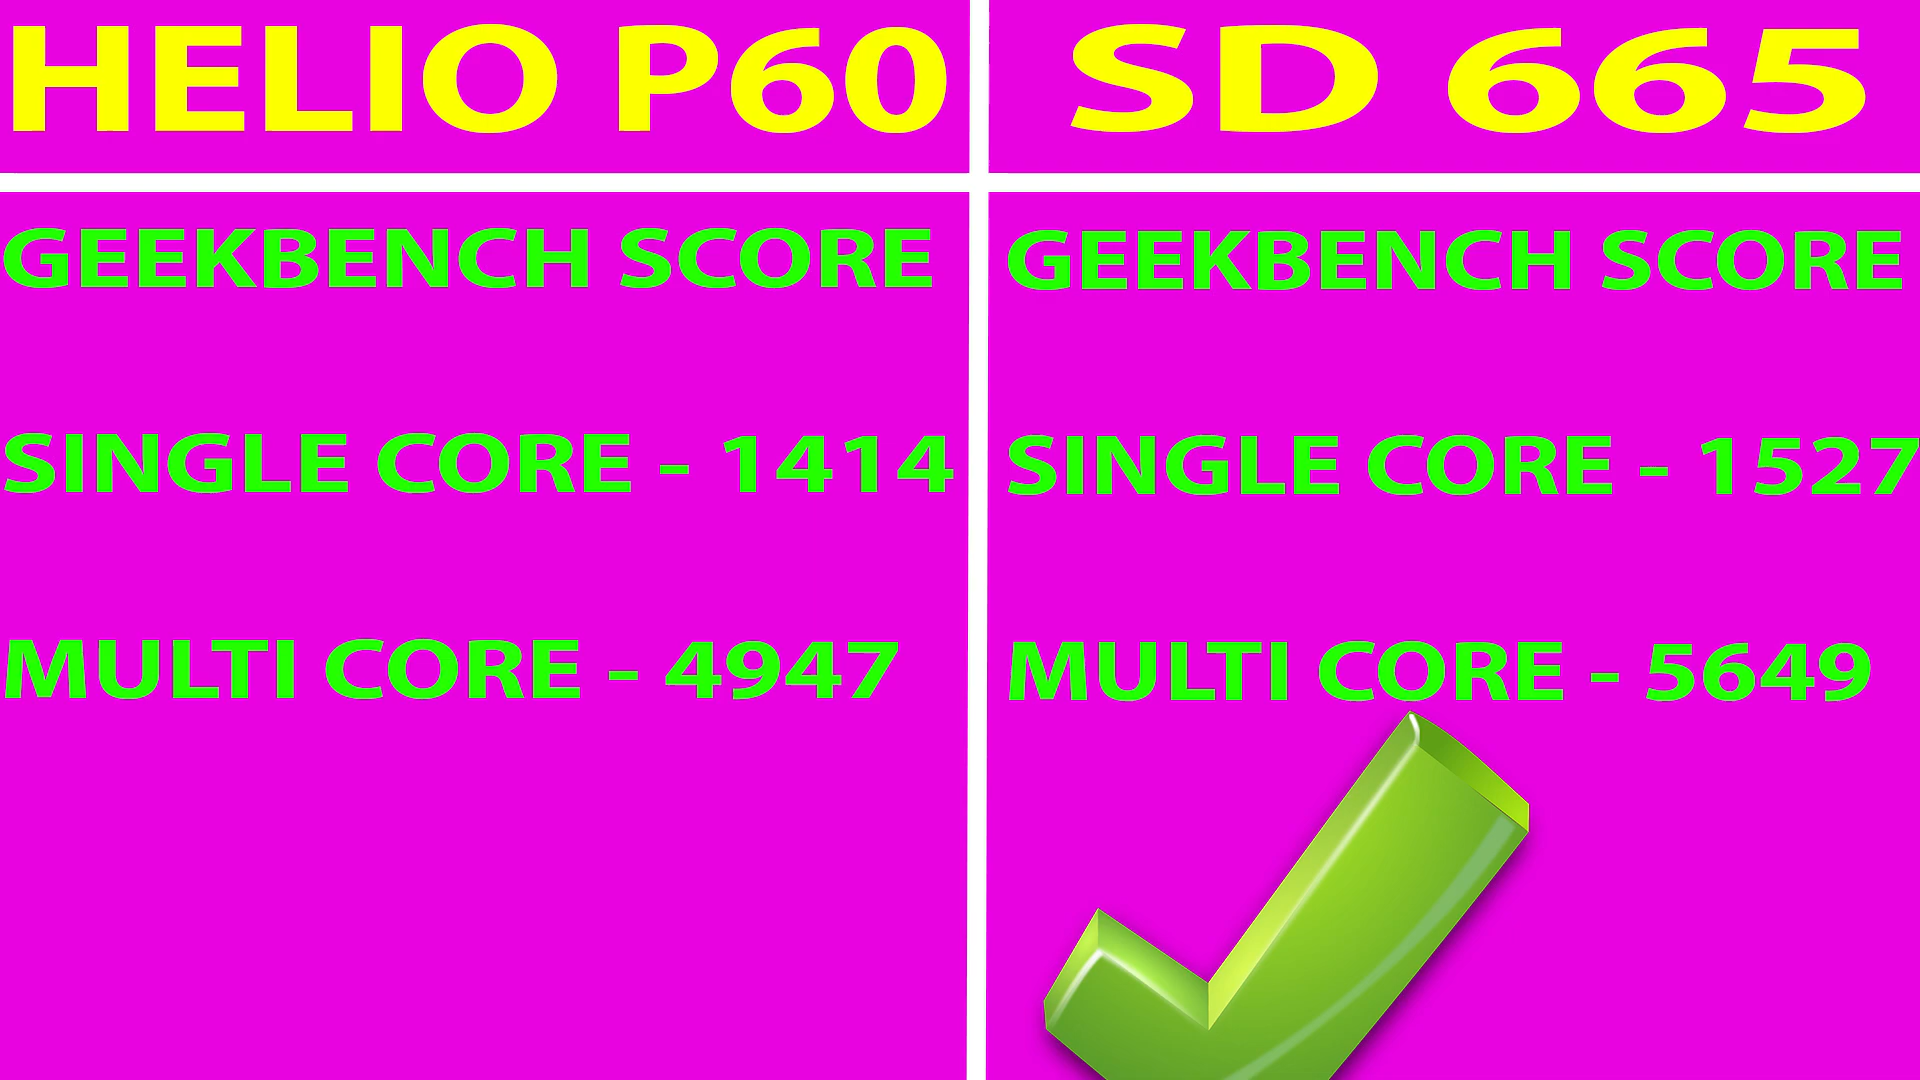 HELIO P60
SD 665
GEEKBENCH SCORE
SINGLE CORE - 1414
MULTI CORE - 4947
GEEKBENCH SCORE
SINGLE CORE - 1527
MULTI CORE - 5649